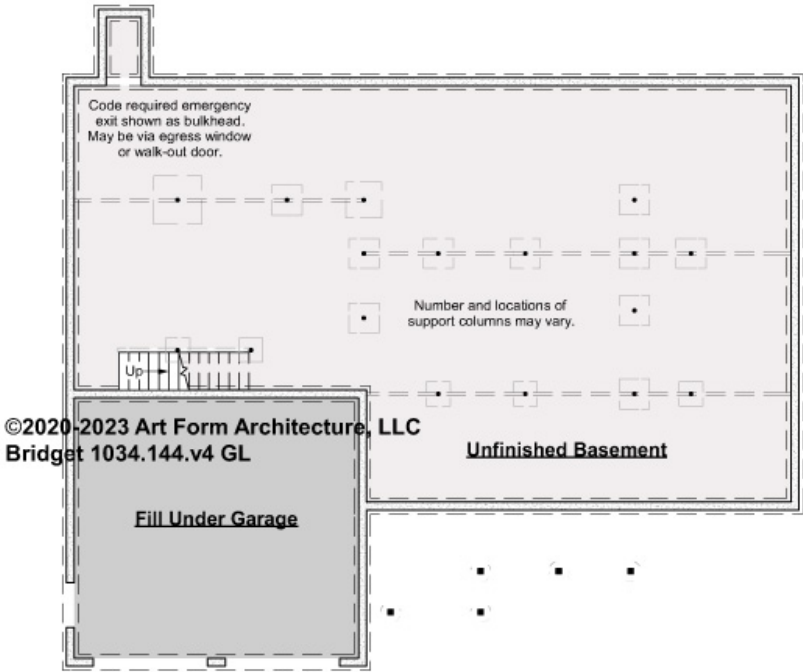 Code required emergency
exit shown as bulkhead.
May be via egress window
or walk-out door.
Number and locations of
support columns may vary.
Up
©2020-2023 Art Form Architecture, LLC
Bridget 1034.144.v4 GL
Unfinished Basement
Fill Under Garage